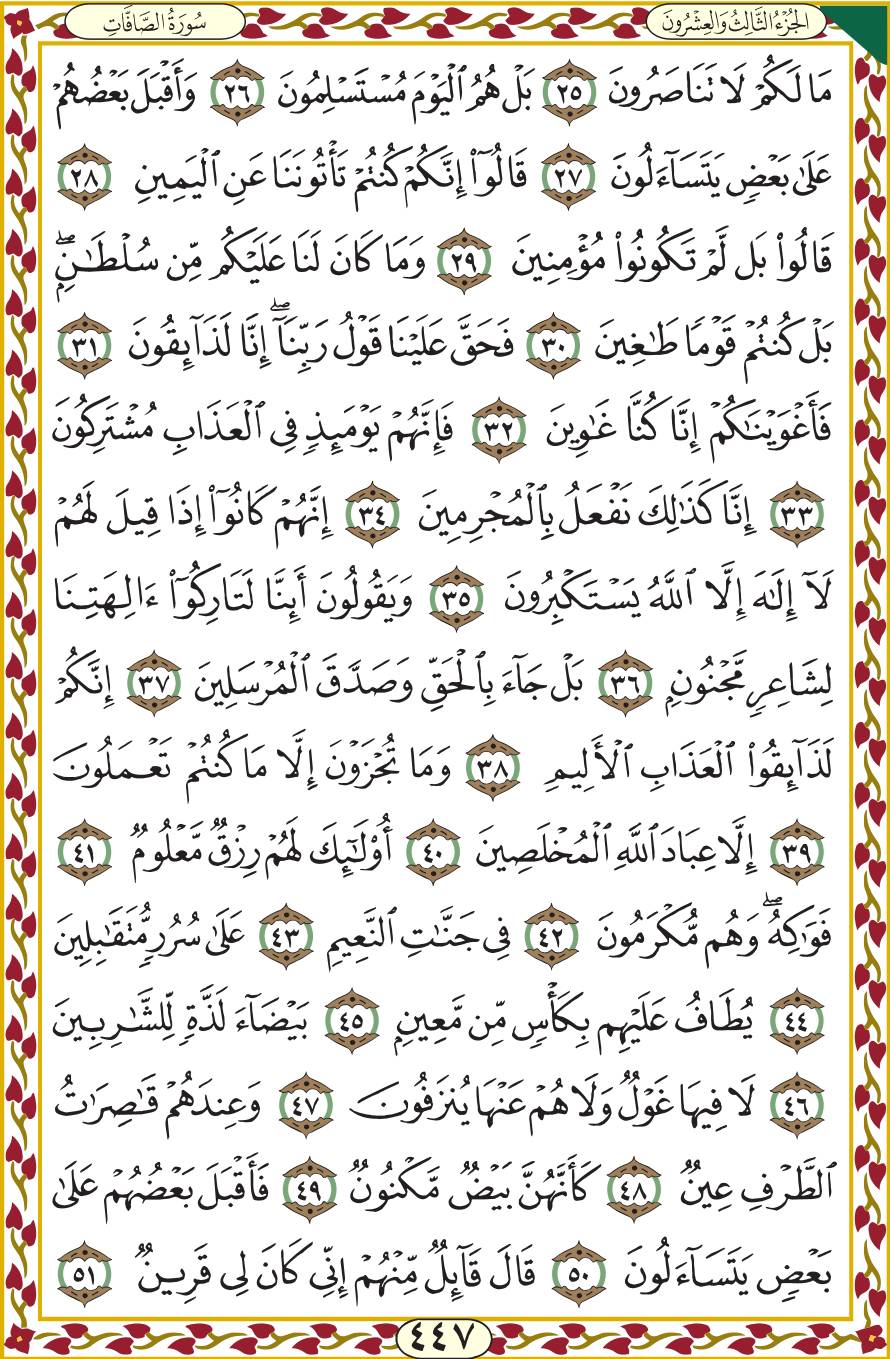 الجُزْءُ الثَّالِثُ وَالعِشْرُونَ
سُورَةُ الصَّافَّاتِ
مَا لَكُمْ لَا تَنَاصَرُونَ ٢٥ بَلْ هُمُ ٱلْيَوْمَ مُسْتَسْلِمُونَ ٢٦ وَأَقْبَلَ بَعْضُهُمْ
عَلَىٰ بَعْضٍ يَتَسَآءَلُونَ ٢٧ قَالُوٓا۟ إِنَّكُمْ كُنتُمْ تَأْتُونَنَا عَنِ ٱلْيَمِينِ ٢٨
قَالُوا۟ بَل لَّمْ تَكُونُوا۟ مُؤْمِنِينَ ٢٩ وَمَا كَانَ لَنَا عَلَيْكُم مِّن سُلْطَـٰنٍۭ ۖ
بَلْ كُنتُمْ قَوْمًا طَـٰغِينَ ٣٠ فَحَقَّ عَلَيْنَا قَوْلُ رَبِّنَآ ۖ إِنَّا لَذَآئِقُونَ ٣١
فَأَغْوَيْنَـٰكُمْ إِنَّا كُنَّا غَـٰوِينَ ٣٢ فَإِنَّهُمْ يَوْمَئِذٍ فِى ٱلْعَذَابِ مُشْتَرِكُونَ
٣٣ إِنَّا كَذَٰلِكَ نَفْعَلُ بِٱلْمُجْرِمِينَ ٣٤ إِنَّهُمْ كَانُوٓا۟ إِذَا قِيلَ لَهُمْ
لَآ إِلَـٰهَ إِلَّا ٱللَّهُ يَسْتَكْبِرُونَ ٣٥ وَيَقُولُونَ أَئِنَّا لَتَارِكُوٓا۟ ءَالِهَتِنَا
لِشَاعِرٍ مَّجْنُونٍۭ ٣٦ بَلْ جَآءَ بِٱلْحَقِّ وَصَدَّقَ ٱلْمُرْسَلِينَ ٣٧ إِنَّكُمْ
لَذَآئِقُوا۟ ٱلْعَذَابِ ٱلْأَلِيمِ ٣٨ وَمَا تُجْزَوْنَ إِلَّا مَا كُنتُمْ تَعْمَلُونَ
٣٩ إِلَّا عِبَادَ ٱللَّهِ ٱلْمُخْلَصِينَ ٤٠ أُو۟لَـٰٓئِكَ لَهُمْ رِزْقٌ مَّعْلُومٌ ٤١
فَوَٰكِهُ ۖ وَهُم مُّكْرَمُونَ ٤٢ فِى جَنَّـٰتِ ٱلنَّعِيمِ ٤٣ عَلَىٰ سُرُرٍ مُّتَقَـٰبِلِينَ
٤٤ يُطَافُ عَلَيْهِم بِكَأْسٍ مِّن مَّعِينٍۭ ٤٥ بَيْضَآءَ لَذَّةٍ لِّلشَّـٰرِبِينَ
٤٦ لَا فِيهَا غَوْلٌ وَلَا هُمْ عَنْهَا يُنزَفُونَ ٤٧ وَعِندَهُمْ قَـٰصِرَٰتُ
ٱلطَّرْفِ عِينٌ ٤٨ كَأَنَّهُنَّ بَيْضٌ مَّكْنُونٌ ٤٩ فَأَقْبَلَ بَعْضُهُمْ عَلَىٰ
بَعْضٍ يَتَسَآءَلُونَ ٥٠ قَالَ قَآئِلٌ مِّنْهُمْ إِنِّى كَانَ لِى قَرِينٌ ٥١
٤٤٧